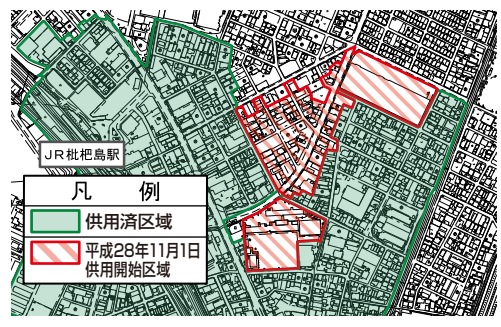 JR枇杷島駅
凡 例
供用済区域
平成28年11月1日
供用開始区域